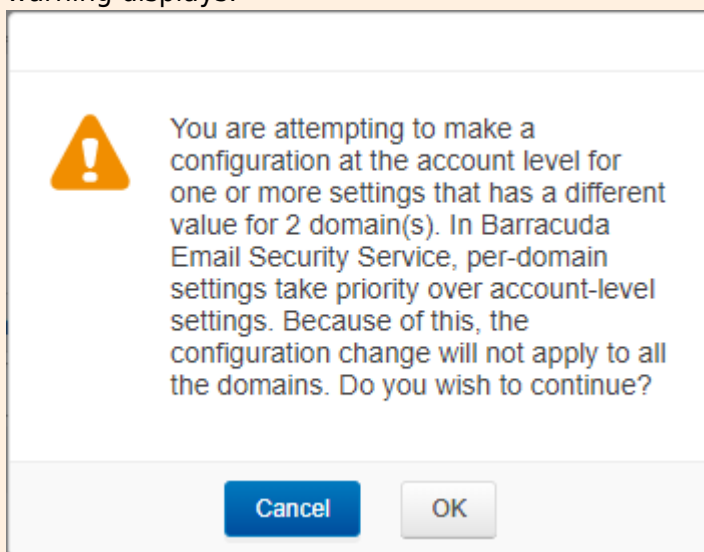 warning displays.
You are attempting to make a
configuration at the account level for
one or more settings that has a different
value for 2 domain(s). In Barracuda
Email Security Service, per-domain
settings take priority over account-level
settings. Because of this, the
configuration change will not apply to all
the domains. Do you wish to continue?
Cancel
OK